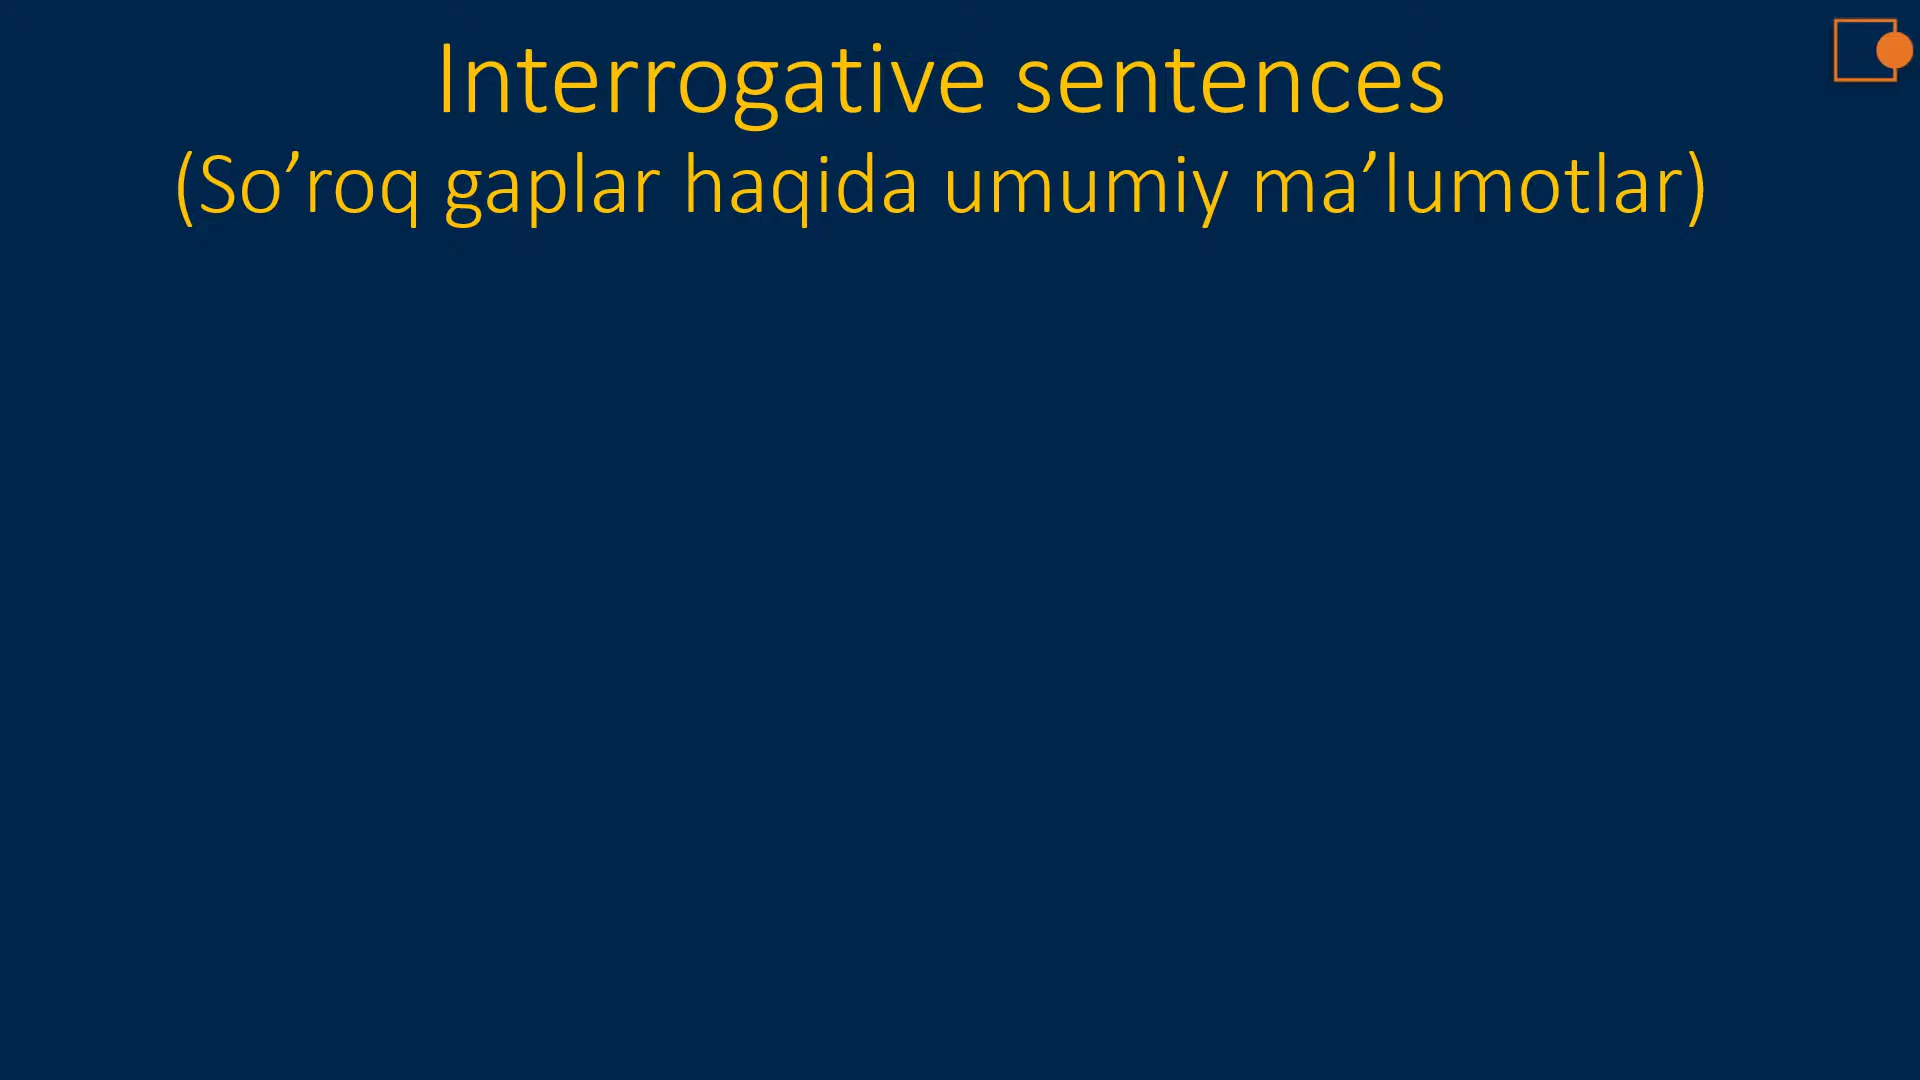 Interrogative sentences
(So’roq gaplar haqida umumiy ma’lumotlar)